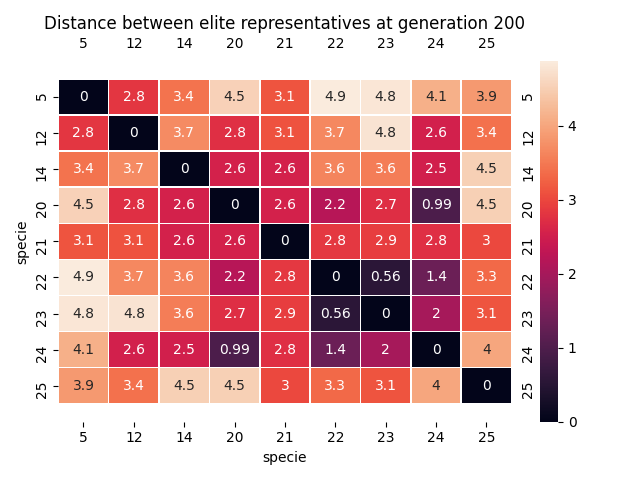 Distance between elite representatives at generation 200
5 12 14 20 21 22 23 24 25
5 0 2.8 3.4 4.5 3.1 4.9 4.8 4.1 3.9 5
12 2.8 0 3.7 2.8 3.1 3.7 4.8 2.6 3.4 12
14 3.4 3.7 0 2.6 2.6 3.6 3.6 2.5 4.5 14
20 4.5 2.8 2.6 0 2.6 2.2 2.7 0.99 4.5 20
21 3.1 3.1 2.6 2.6 0 2.8 2.9 2.8 3 21
22 4.9 3.7 3.6 2.2 2.8 0 0.56 1.4 3.3 22
23 4.8 4.8 3.6 2.7 2.9 0.56 0 2 3.1 23
24 4.1 2.6 2.5 0.99 2.8 1.4 2 0 4 24
25 3.9 3.4 4.5 4.5 3 3.3 3.1 4 0 25
5 12 14 20 21 22 23 24 25
specie
specie
4
3
2
1
0